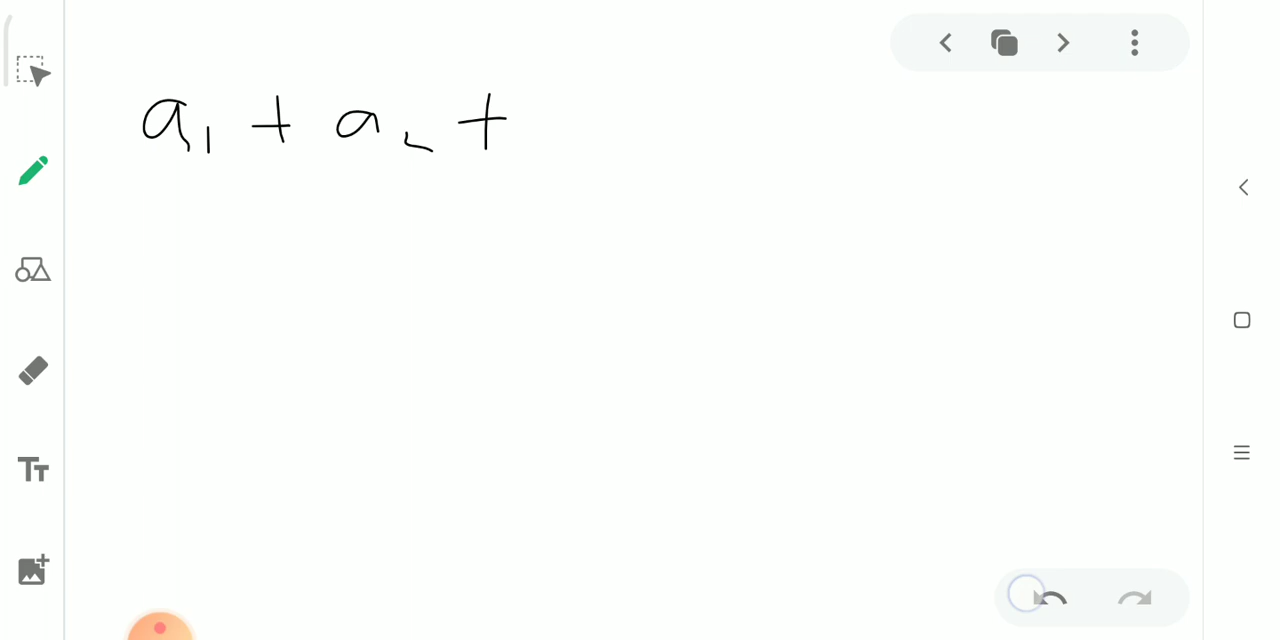 a₁ + a₂ +